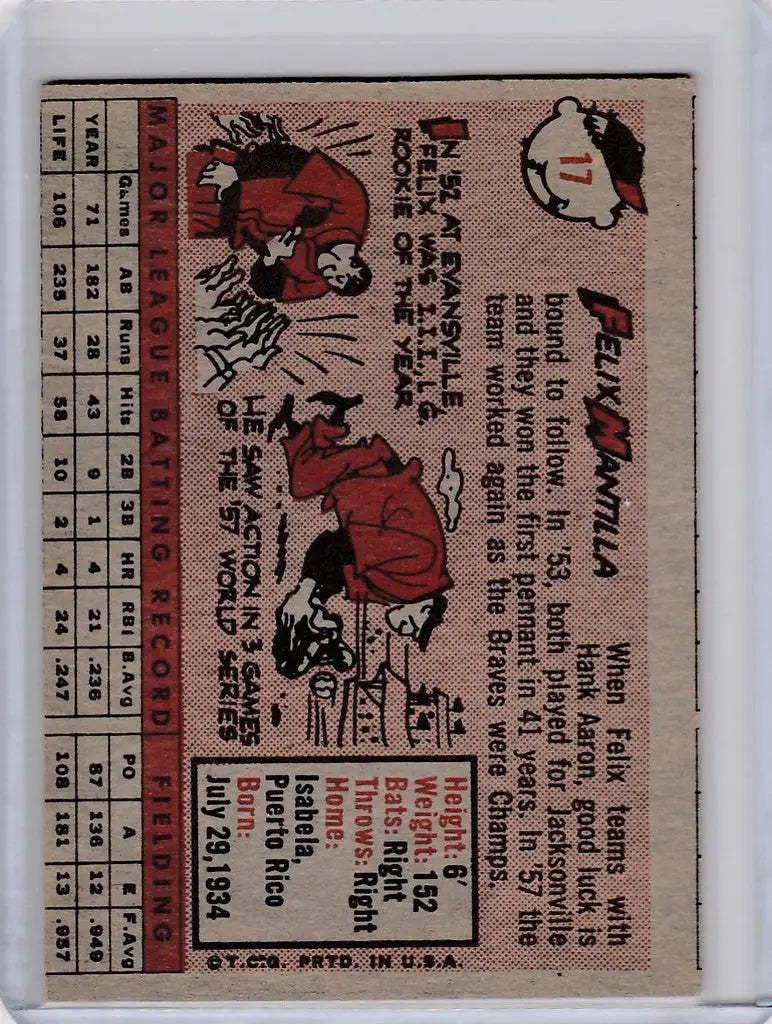 17
FELIX MANTILLA
When Felix teams with
Hank Aaron, good luck is
bound to follow. In '53, both played for Jacksonville
and they won the first pennant in 41 years. In '57 the
team worked again as the Braves were Champs.
IN '52 AT EVANSVILLE
FELIX WAS I.I.I.L.G.
ROOKIE OF THE YEAR
HE SAW ACTION IN 3 GAMES
OF THE '57 WORLD SERIES
Height: 6'
Weight: 152
Bats: Right
Throws: Right
Home:
Isabela,
Puerto Rico
Born:
July 29, 1934
© T.C.G. PRTD. IN U.S.A.
MAJOR LEAGUE BATTING RECORD FIELDING
Games AB Runs Hits 2B 3B HR RBI B.Avg PO A E F.Avg
YEAR 71 182 28 43 9 1 4 21 .236 87 136 12 .949
LIFE 106 235 37 58 10 2 4 24 .247 108 181 13 .957